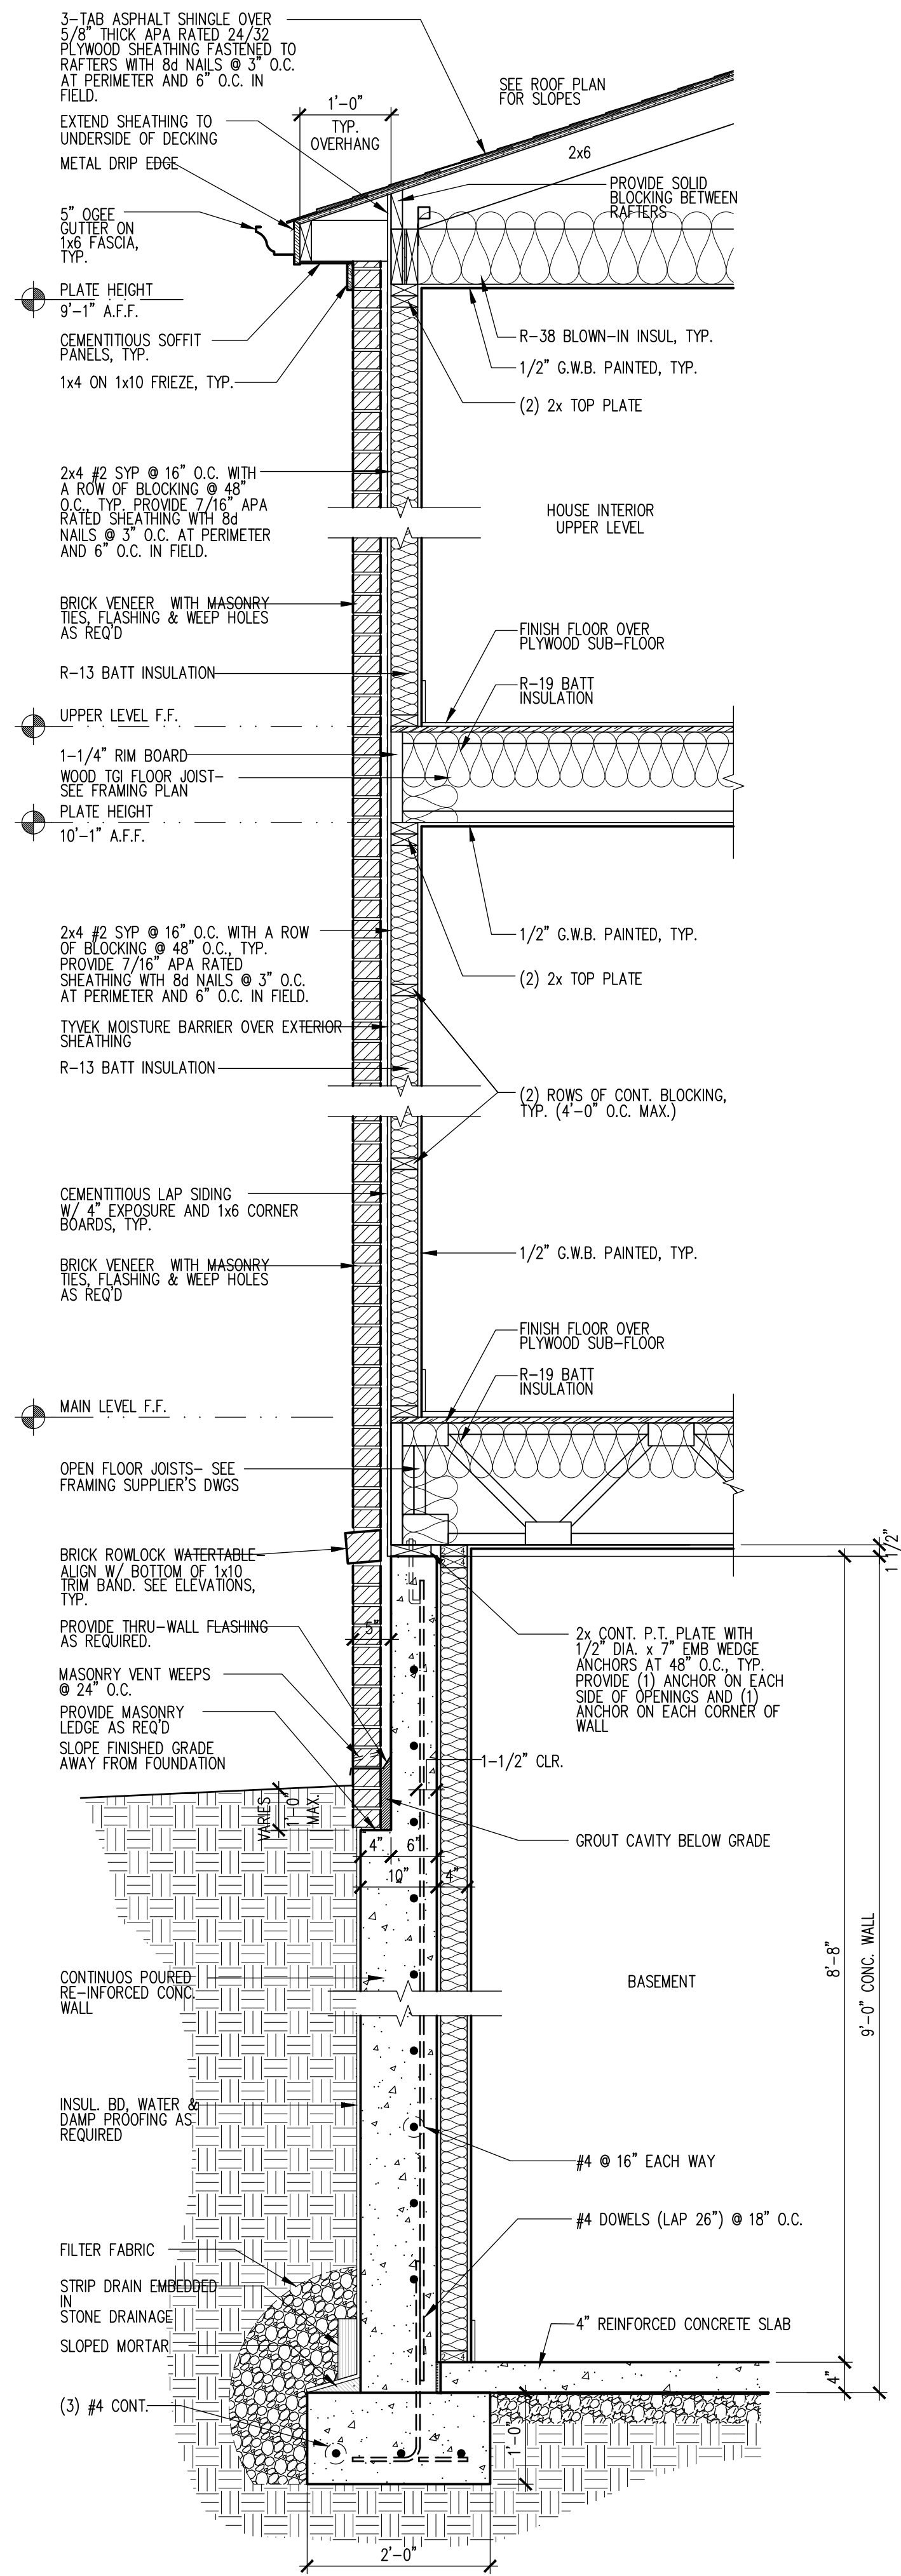 3-TAB ASPHALT SHINGLE OVER
5/8" THICK APA RATED 24/32
PLYWOOD SHEATHING FASTENED TO
RAFTERS WITH 8d NAILS @ 3" O.C.
AT PERIMETER AND 6" O.C. IN
FIELD.
SEE ROOF PLAN
FOR SLOPES
1'-0"
TYP.
OVERHANG
EXTEND SHEATHING TO
UNDERSIDE OF DECKING
2x6
METAL DRIP EDGE
PROVIDE SOLID
BLOCKING BETWEEN
RAFTERS
5" OGEE
GUTTER ON
1x6 FASCIA,
TYP.
PLATE HEIGHT
9'-1" A.F.F.
R-38 BLOWN-IN INSUL, TYP.
CEMENTITIOUS SOFFIT
PANELS, TYP.
1/2" G.W.B. PAINTED, TYP.
1x4 ON 1x10 FRIEZE, TYP.
(2) 2x TOP PLATE
2x4 #2 SYP @ 16" O.C. WITH
A ROW OF BLOCKING @ 48"
O.C., TYP. PROVIDE 7/16" APA
RATED SHEATHING WTH 8d
NAILS @ 3" O.C. AT PERIMETER
AND 6" O.C. IN FIELD.
HOUSE INTERIOR
UPPER LEVEL
BRICK VENEER WITH MASONRY
TIES, FLASHING & WEEP HOLES
AS REQ'D
FINISH FLOOR OVER
PLYWOOD SUB-FLOOR
R-13 BATT INSULATION
R-19 BATT
INSULATION
UPPER LEVEL F.F.
1-1/4" RIM BOARD
WOOD TGI FLOOR JOIST-
SEE FRAMING PLAN
PLATE HEIGHT
10'-1" A.F.F.
2x4 #2 SYP @ 16" O.C. WITH A ROW
OF BLOCKING @ 48" O.C., TYP.
PROVIDE 7/16" APA RATED
SHEATHING WTH 8d NAILS @ 3" O.C.
AT PERIMETER AND 6" O.C. IN FIELD.
1/2" G.W.B. PAINTED, TYP.
(2) 2x TOP PLATE
TYVEK MOISTURE BARRIER OVER EXTERIOR
SHEATHING
R-13 BATT INSULATION
(2) ROWS OF CONT. BLOCKING,
TYP. (4'-0" O.C. MAX.)
CEMENTITIOUS LAP SIDING
W/ 4" EXPOSURE AND 1x6 CORNER
BOARDS, TYP.
BRICK VENEER WITH MASONRY
TIES, FLASHING & WEEP HOLES
AS REQ'D
1/2" G.W.B. PAINTED, TYP.
FINISH FLOOR OVER
PLYWOOD SUB-FLOOR
R-19 BATT
INSULATION
MAIN LEVEL F.F.
OPEN FLOOR JOISTS- SEE
FRAMING SUPPLIER'S DWGS
1 1/2"
BRICK ROWLOCK WATERTABLE-
ALIGN W/ BOTTOM OF 1x10
TRIM BAND. SEE ELEVATIONS,
TYP.
PROVIDE THRU-WALL FLASHING
AS REQUIRED.
5"
2x CONT. P.T. PLATE WITH
1/2" DIA. x 7" EMB WEDGE
ANCHORS AT 48" O.C., TYP.
PROVIDE (1) ANCHOR ON EACH
SIDE OF OPENINGS AND (1)
ANCHOR ON EACH CORNER OF
WALL
MASONRY VENT WEEPS
@ 24" O.C.
PROVIDE MASONRY
LEDGE AS REQ'D
SLOPE FINISHED GRADE
AWAY FROM FOUNDATION
1-1/2" CLR.
VARIES
1'-0"
MAX.
GROUT CAVITY BELOW GRADE
4"
6"
10"
4"
8'-8"
9'-0" CONC. WALL
CONTINUOS POURED
RE-INFORCED CONC.
WALL
BASEMENT
INSUL. BD, WATER &
DAMP PROOFING AS
REQUIRED
#4 @ 16" EACH WAY
#4 DOWELS (LAP 26") @ 18" O.C.
FILTER FABRIC
STRIP DRAIN EMBEDDED
IN
STONE DRAINAGE
4" REINFORCED CONCRETE SLAB
SLOPED MORTAR
4"
(3) #4 CONT.
1'-0"
2'-0"